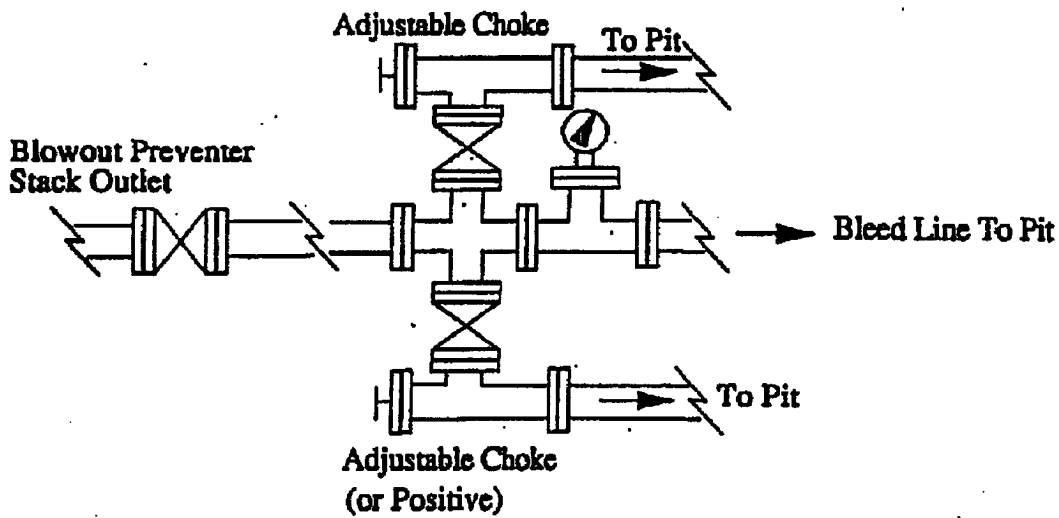 Adjustable Choke
To Pit
Blowout Preventer
Stack Outlet
Bleed Line To Pit
To Pit
Adjustable Choke
(or Positive)